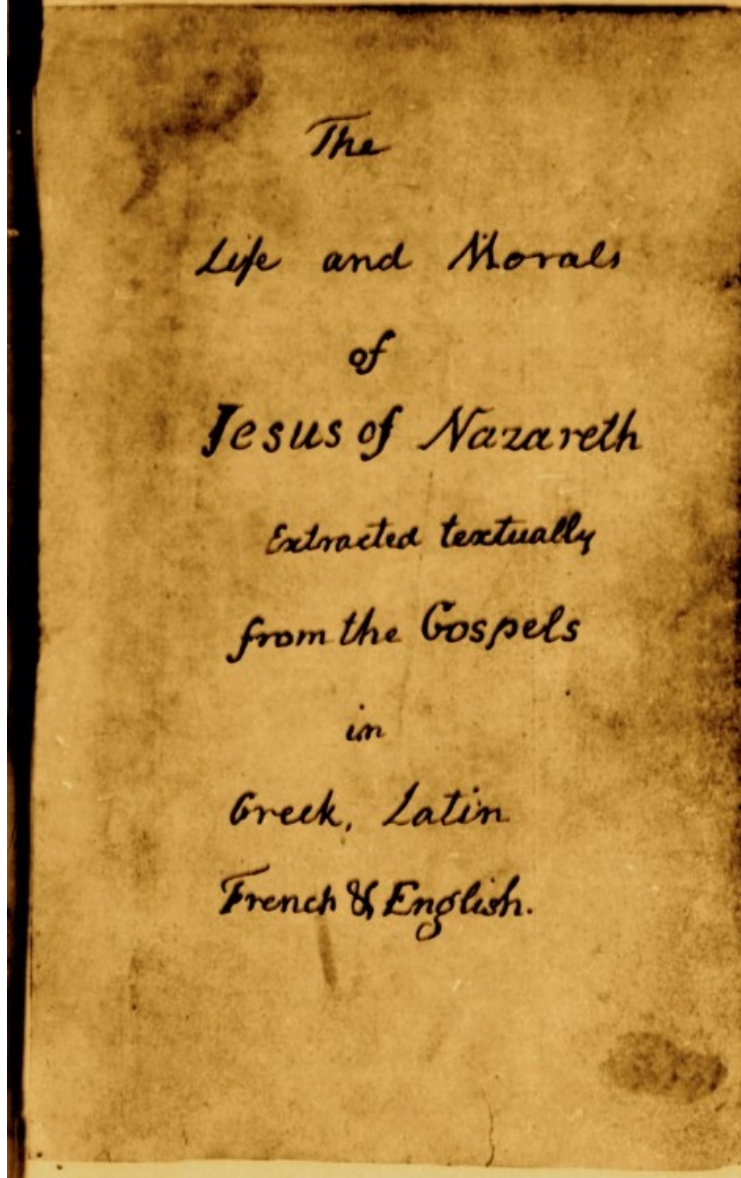 The
Life and Morals
of
Jesus of Nazareth
Extracted textually
from the Gospels
in
Greek, Latin
French & English.